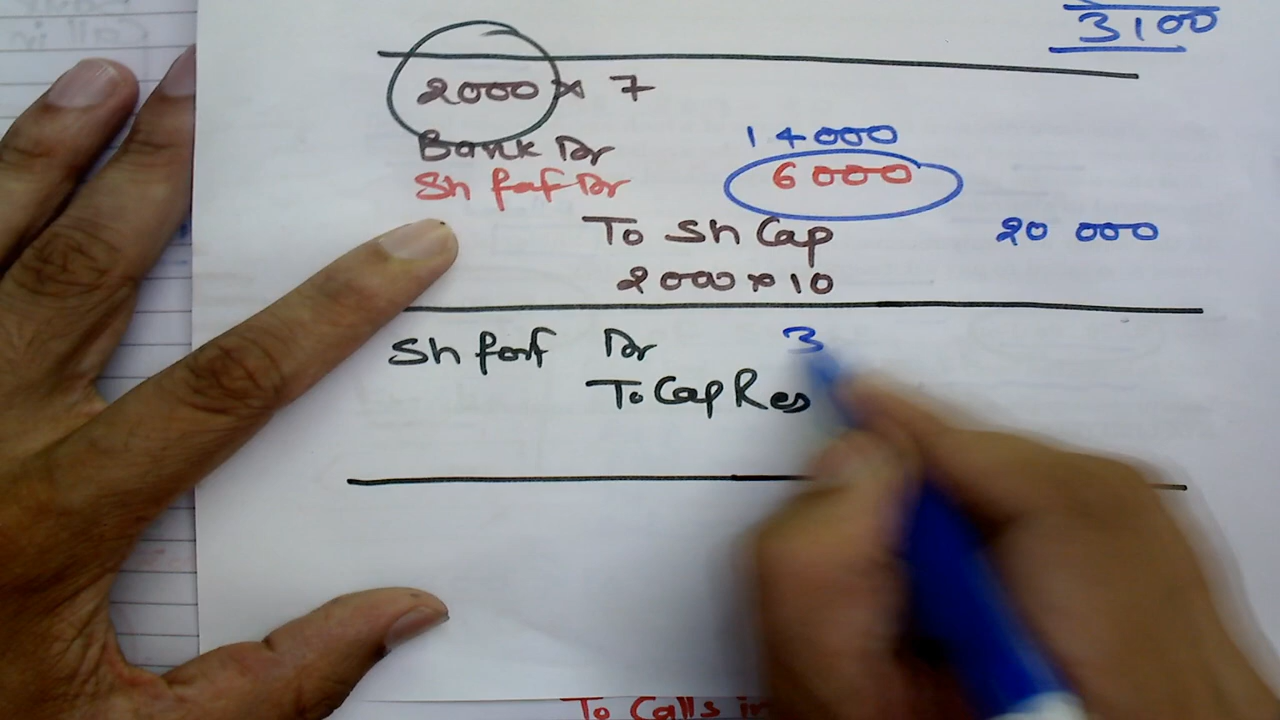 3100
2000 × 7
Bank Dr 14000
Sh forf Dr 6000
To Sh Cap 20 000
2000 × 10
Sh forf Dr 3
To Cap Res
To Calls in